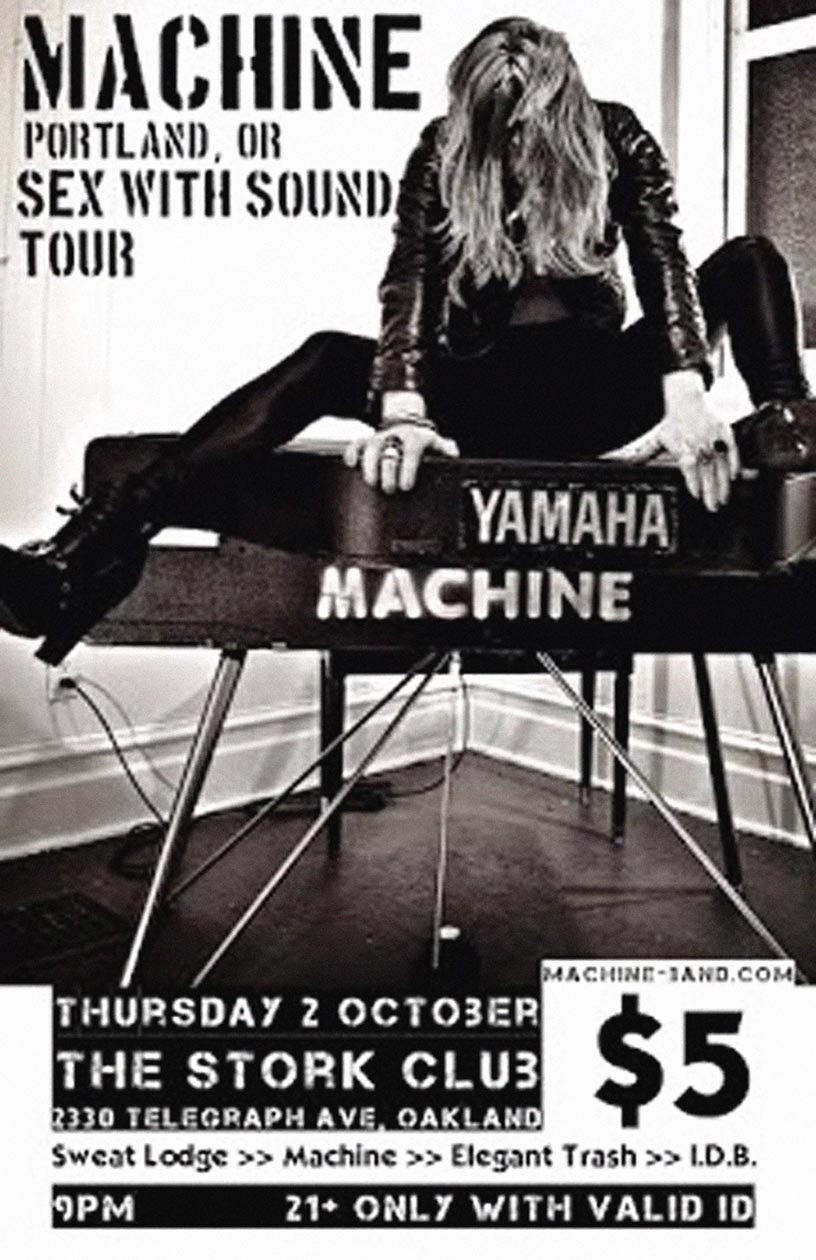 MACHINE
PORTLAND, OR
SEX WITH SOUND
TOUR
YAMAHA
MACHINE
MACHINE-BAND.COM
THURSDAY 2 OCTOBER
$5
THE STORK CLUB
2330 TELEGRAPH AVE, OAKLAND
Sweat Lodge >> Machine >> Elegant Trash >> I.D.B.
9PM 21+ ONLY WITH VALID ID